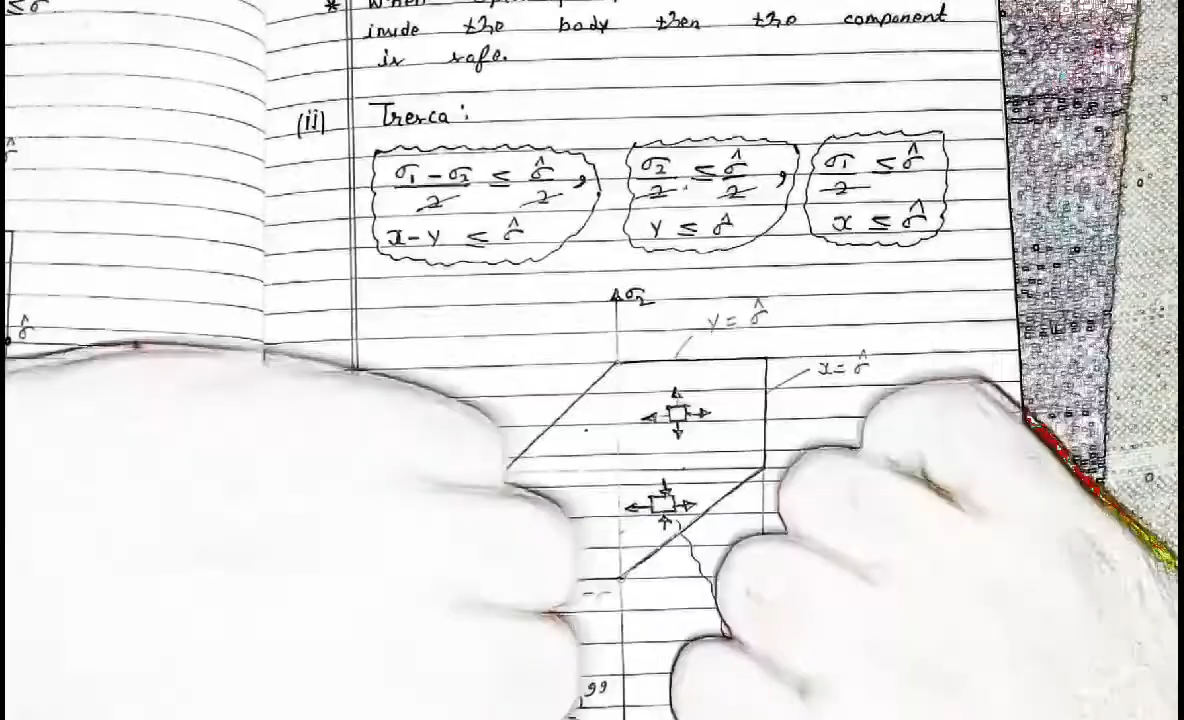 ≤σ
* When
inside the body then the component
is safe.
(ii) Tresca:
(σ1 - σ2)/2 ≤ σ̂/2, σ2/2 ≤ σ̂/2, σ1/2 ≤ σ̂
x-y ≤ σ̂ y ≤ σ̂ x ≤ σ̂
σ2
y = σ̂
σ̂
x = σ̂
99